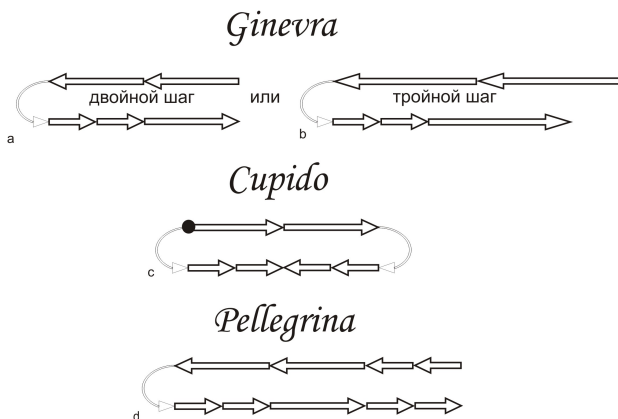 Ginevra
двойной шаг или тройной шаг
a b
Cupido
c
Pellegrina
d